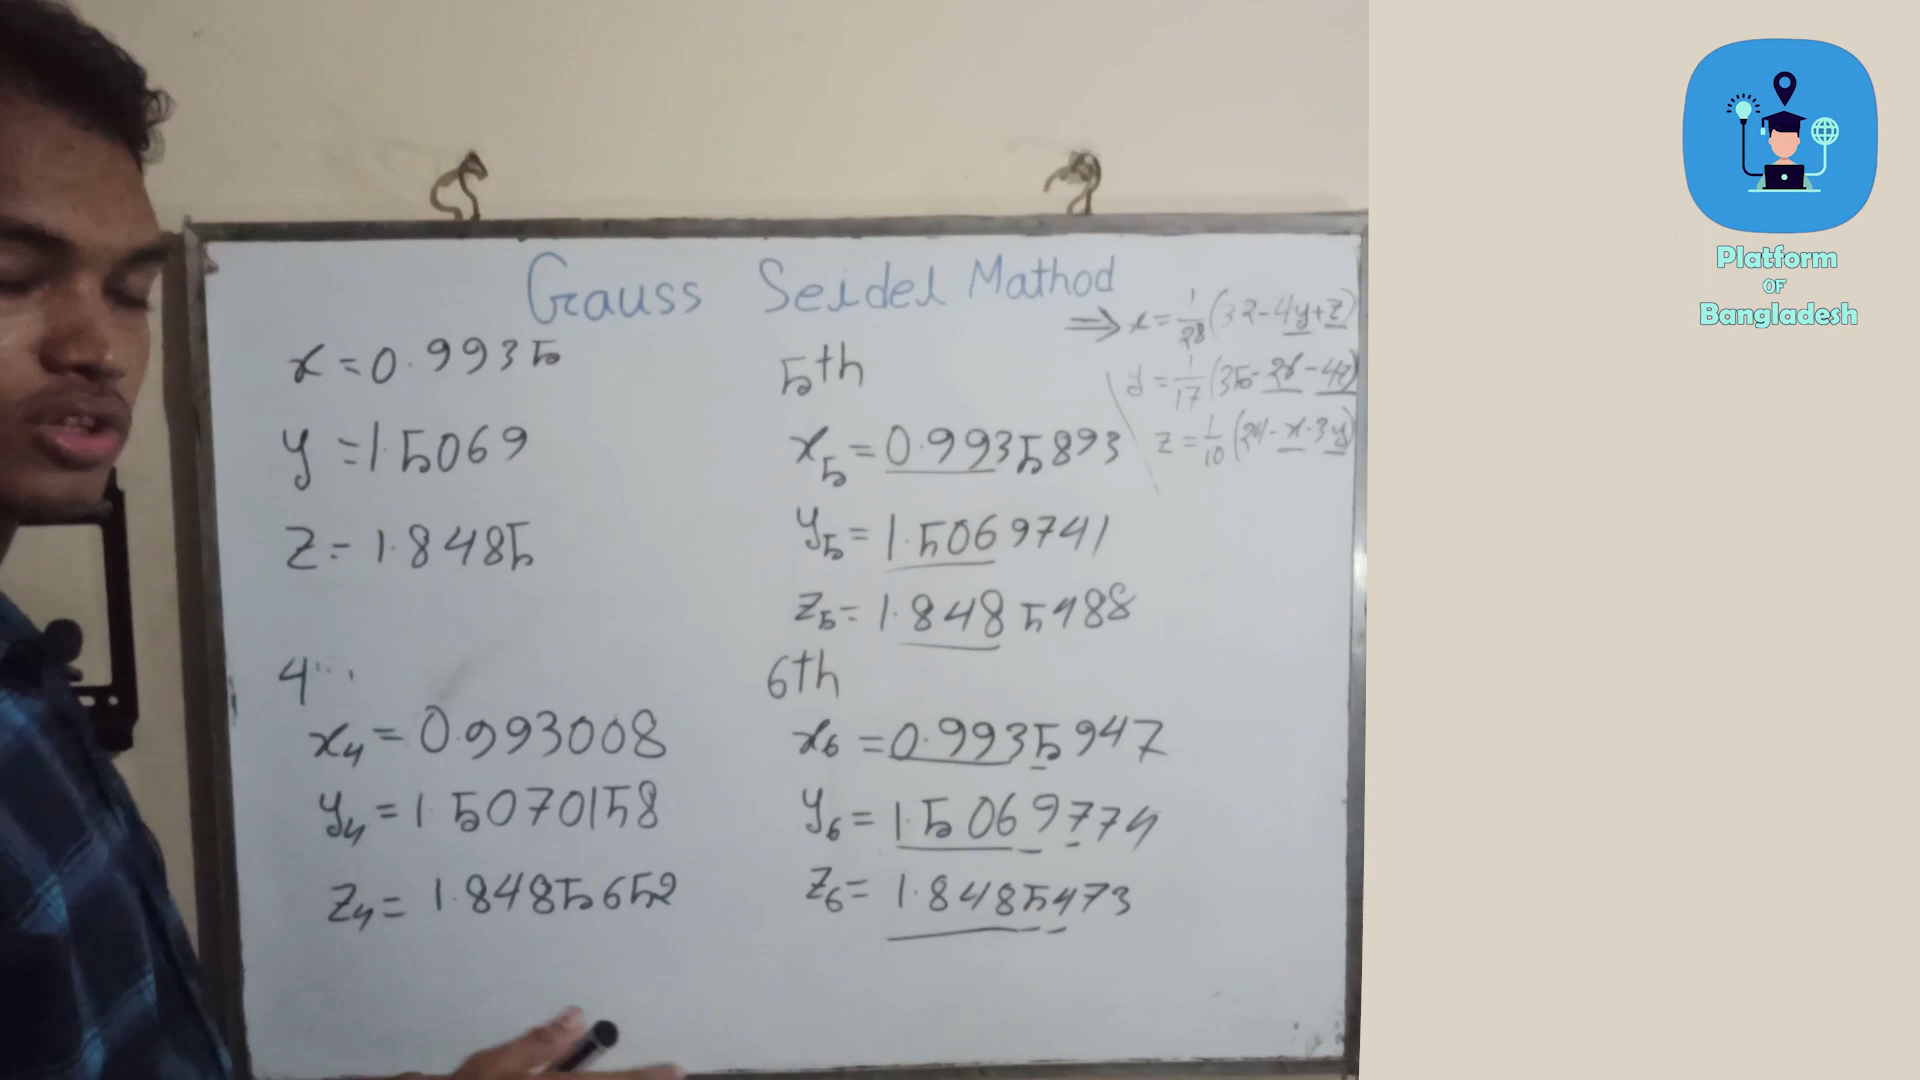 Gauss Seidel Mathod
x = 0.9935
y = 1.5069
z = 1.8485
4
x4 = 0.993008
y4 = 1.5070158
z4 = 1.8485652
5th
x5 = 0.9935893
y5 = 1.5069741
z5 = 1.8485488
6th
x6 = 0.9935947
y6 = 1.5069774
z6 = 1.8485473
⇒ x = 1/28 (32-4y+z)
y = 1/17 (35-2x-4z)
z = 1/10 (24-x-3y)
Platform
OF
Bangladesh